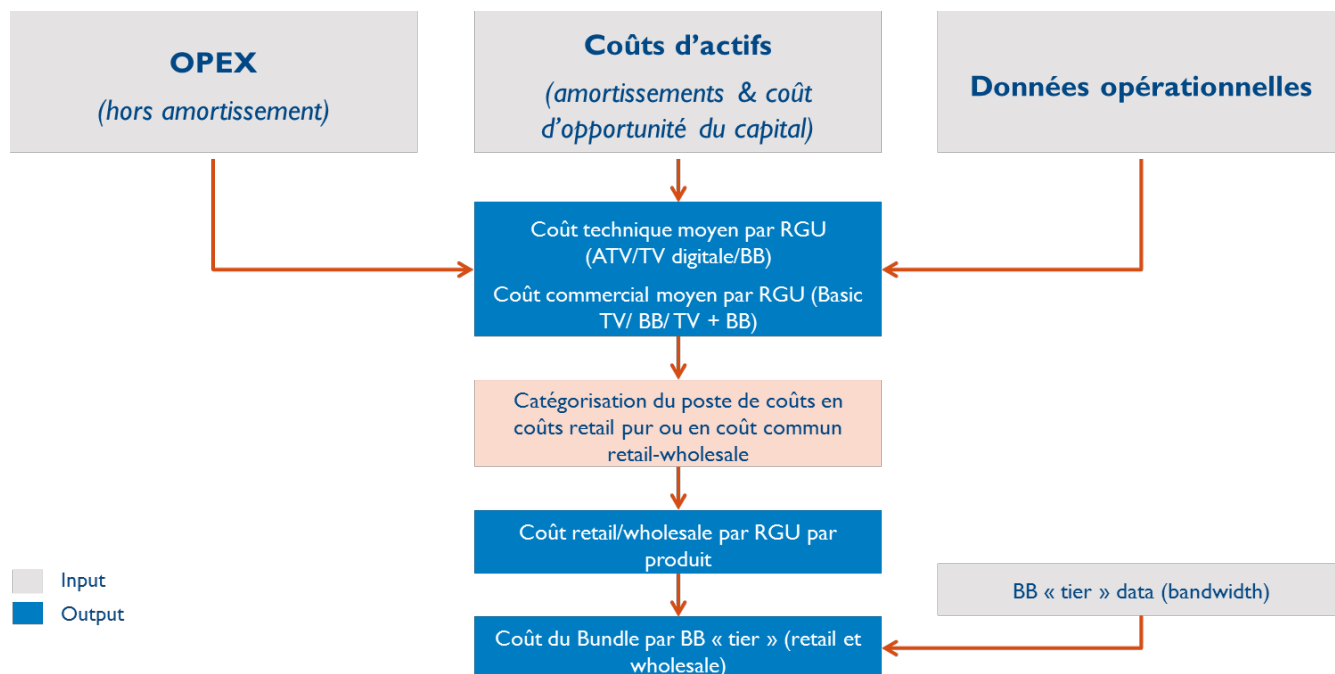 OPEX
(hors amortissement)
Coûts d’actifs
(amortissements & coût
d’opportunité du capital)
Données opérationnelles
Coût technique moyen par RGU
(ATV/TV digitale/BB)
Coût commercial moyen par RGU (Basic
TV/ BB/ TV + BB)
Catégorisation du poste de coûts en
coûts retail pur ou en coût commun
retail-wholesale
Coût retail/wholesale par RGU par
produit
Input
Output
BB « tier » data (bandwidth)
Coût du Bundle par BB « tier » (retail et
wholesale)